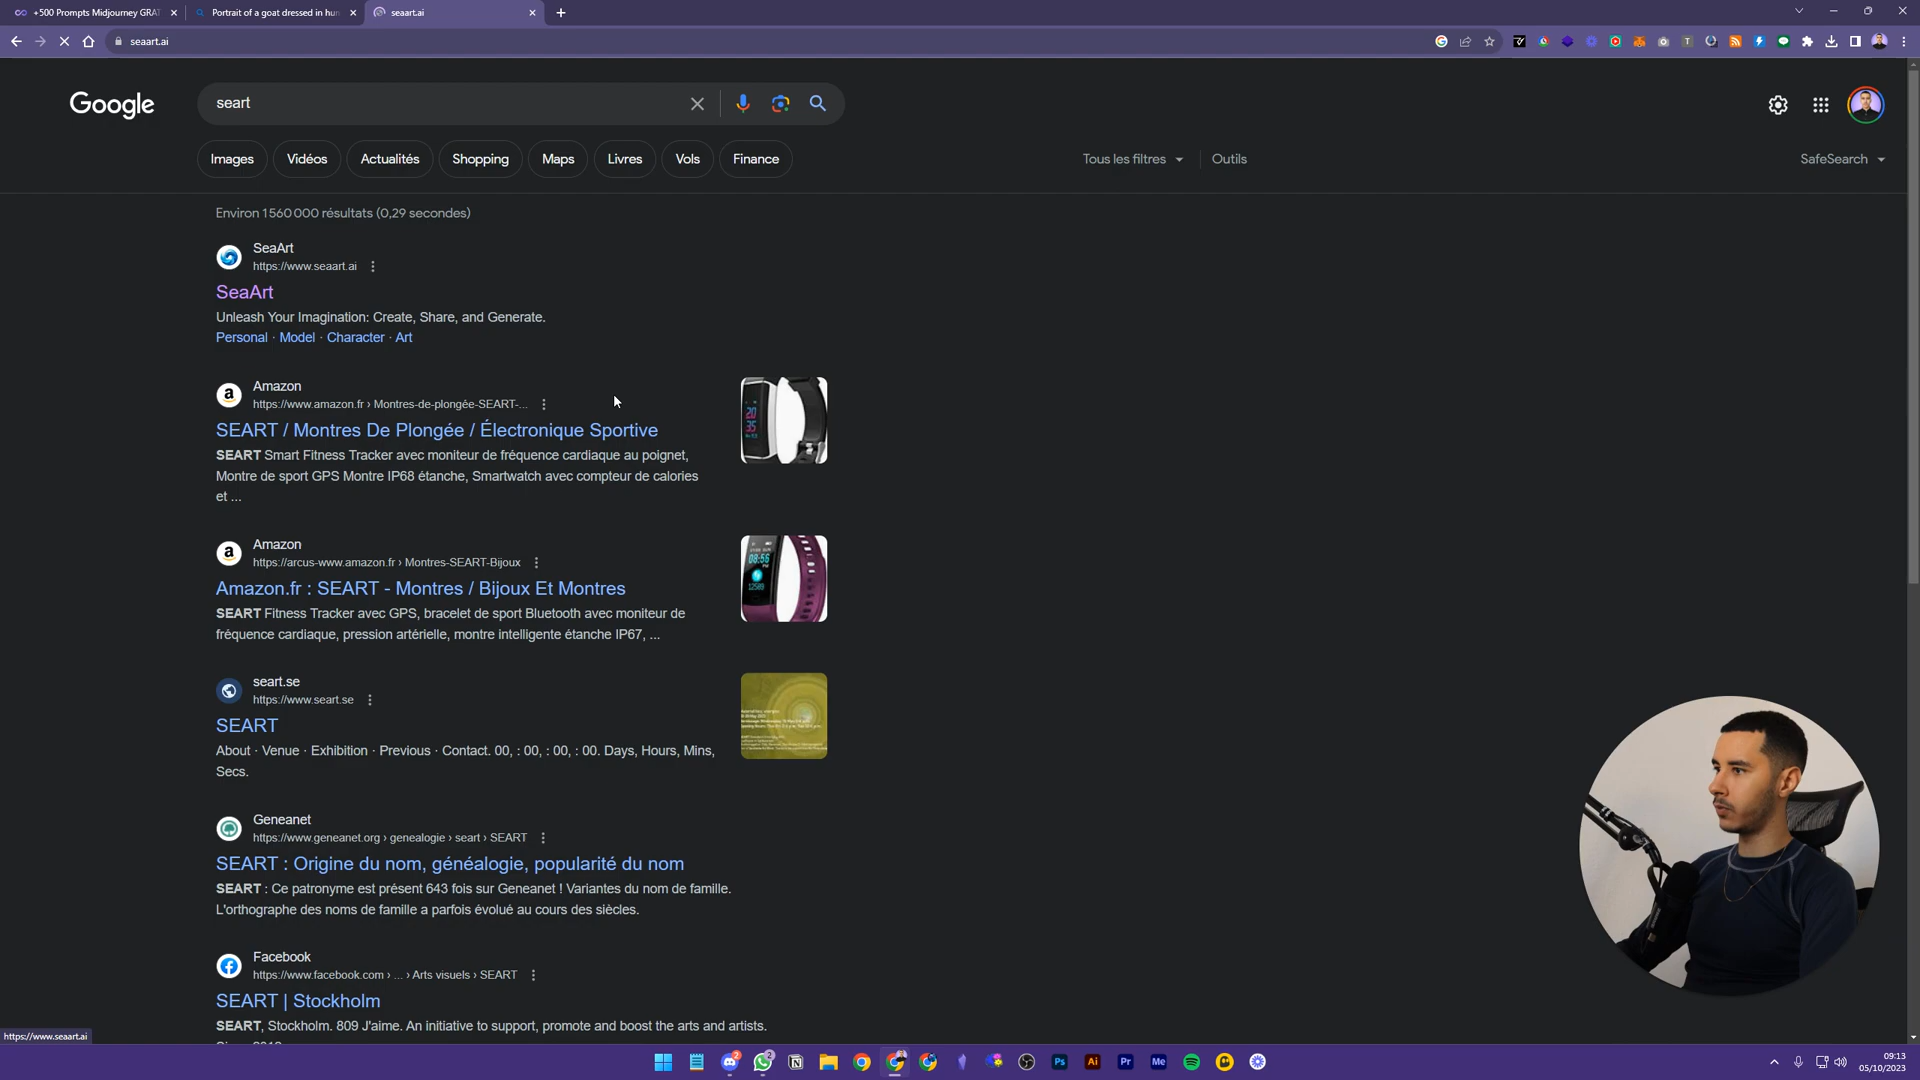 +500 Prompts Midjourney GRAT
Portrait of a goat dressed in hum
seaart.ai
seaart.ai
Google
seart
Images
Vidéos
Actualités
Shopping
Maps
Livres
Vols
Finance
Tous les filtres
Outils
SafeSearch
Environ 1 560 000 résultats (0,29 secondes)
SeaArt
https://www.seaart.ai
SeaArt
Unleash Your Imagination: Create, Share, and Generate.
Personal · Model · Character · Art
Amazon
https://www.amazon.fr › Montres-de-plongée-SEART-...
SEART / Montres De Plongée / Électronique Sportive
SEART Smart Fitness Tracker avec moniteur de fréquence cardiaque au poignet,
Montre de sport GPS Montre IP68 étanche, Smartwatch avec compteur de calories
et ...
20
35
Amazon
https://arcus-www.amazon.fr › Montres-SEART-Bijoux
Amazon.fr : SEART - Montres / Bijoux Et Montres
SEART Fitness Tracker avec GPS, bracelet de sport Bluetooth avec moniteur de
fréquence cardiaque, pression artérielle, montre intelligente étanche IP67, ...
08:56
seart.se
https://www.seart.se
SEART
About · Venue · Exhibition · Previous · Contact. 00, : 00, : 00, : 00. Days, Hours, Mins,
Secs.
Geneanet
https://www.geneanet.org › genealogie › seart › SEART
SEART : Origine du nom, généalogie, popularité du nom
SEART : Ce patronyme est présent 643 fois sur Geneanet ! Variantes du nom de famille.
L'orthographe des noms de famille a parfois évolué au cours des siècles.
Facebook
https://www.facebook.com › ... › Arts visuels › SEART
SEART | Stockholm
SEART, Stockholm. 809 J'aime. An initiative to support, promote and boost the arts and artists.
https://www.seaart.ai
2
2
Ps
Ai
Pr
Me
09:13
05/10/2023